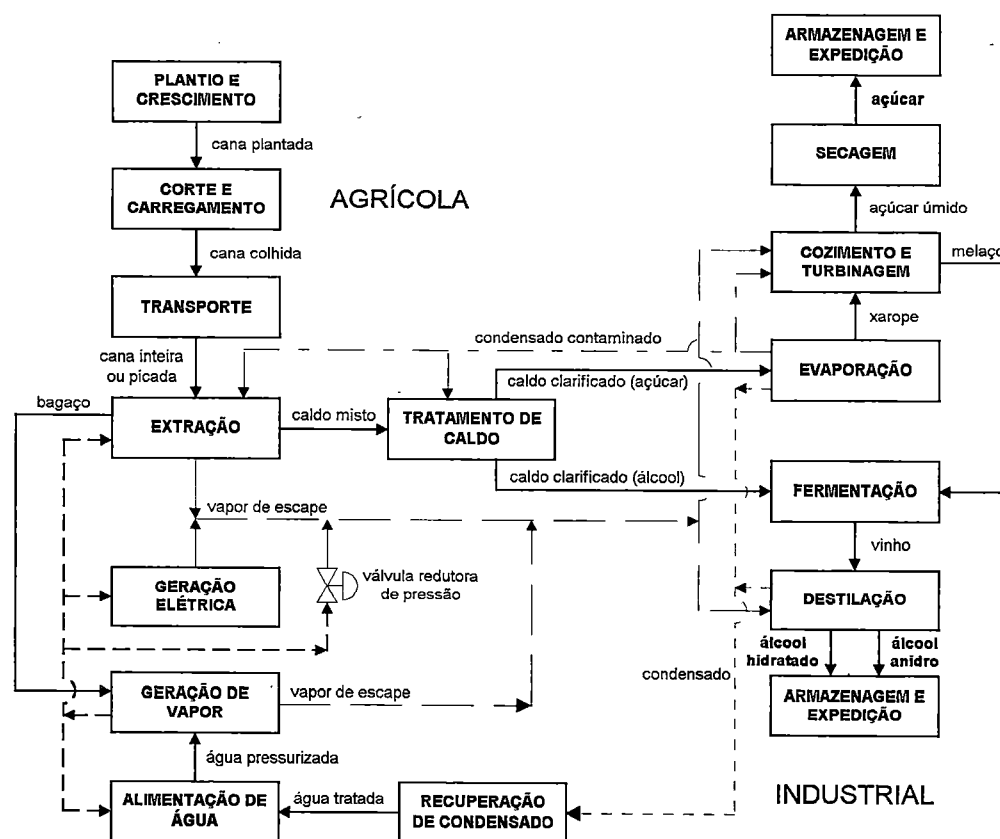 ARMAZENAGEM E
EXPEDIÇÃO
açúcar
PLANTIO E
CRESCIMENTO
cana plantada
SECAGEM
CORTE E
CARREGAMENTO
AGRÍCOLA
açúcar úmido
cana colhida
COZIMENTO E
TURBINAGEM
melaço
TRANSPORTE
xarope
cana inteira
ou picada
condensado contaminado
EVAPORAÇÃO
caldo clarificado (açúcar)
bagaço
EXTRAÇÃO
caldo misto
TRATAMENTO DE
CALDO
caldo clarificado (álcool)
FERMENTAÇÃO
vapor de escape
vinho
GERAÇÃO
ELÉTRICA
válvula redutora
de pressão
DESTILAÇÃO
álcool
hidratado
álcool
anidro
condensado
GERAÇÃO DE
VAPOR
vapor de escape
ARMAZENAGEM E
EXPEDIÇÃO
água pressurizada
ALIMENTAÇÃO DE
ÁGUA
água tratada
RECUPERAÇÃO
DE CONDENSADO
INDUSTRIAL